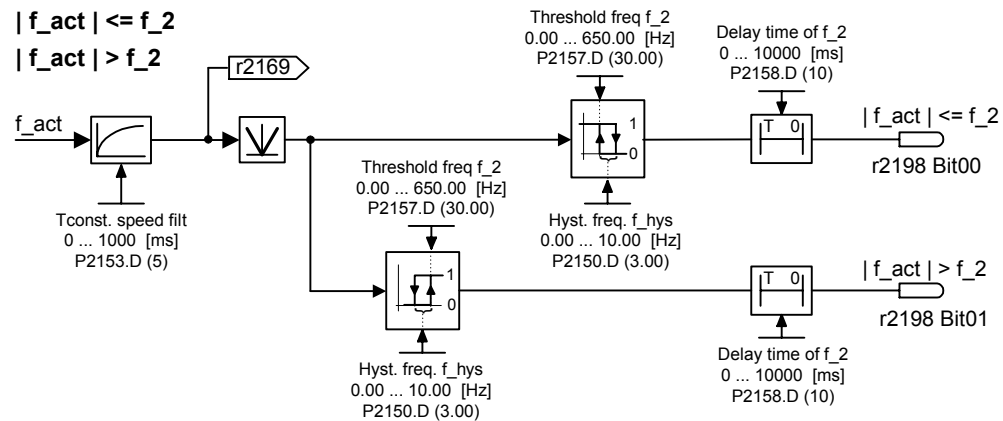 | f_act | <= f_2
| f_act | > f_2
r2169
f_act
Tconst. speed filt
0 ... 1000 [ms]
P2153.D (5)
Threshold freq f_2
0.00 ... 650.00 [Hz]
P2157.D (30.00)
1
0
Hyst. freq. f_hys
0.00 ... 10.00 [Hz]
P2150.D (3.00)
Delay time of f_2
0 ... 10000 [ms]
P2158.D (10)
T 0
| f_act | <= f_2
r2198 Bit00
Threshold freq f_2
0.00 ... 650.00 [Hz]
P2157.D (30.00)
1
0
Hyst. freq. f_hys
0.00 ... 10.00 [Hz]
P2150.D (3.00)
T 0
Delay time of f_2
0 ... 10000 [ms]
P2158.D (10)
| f_act | > f_2
r2198 Bit01